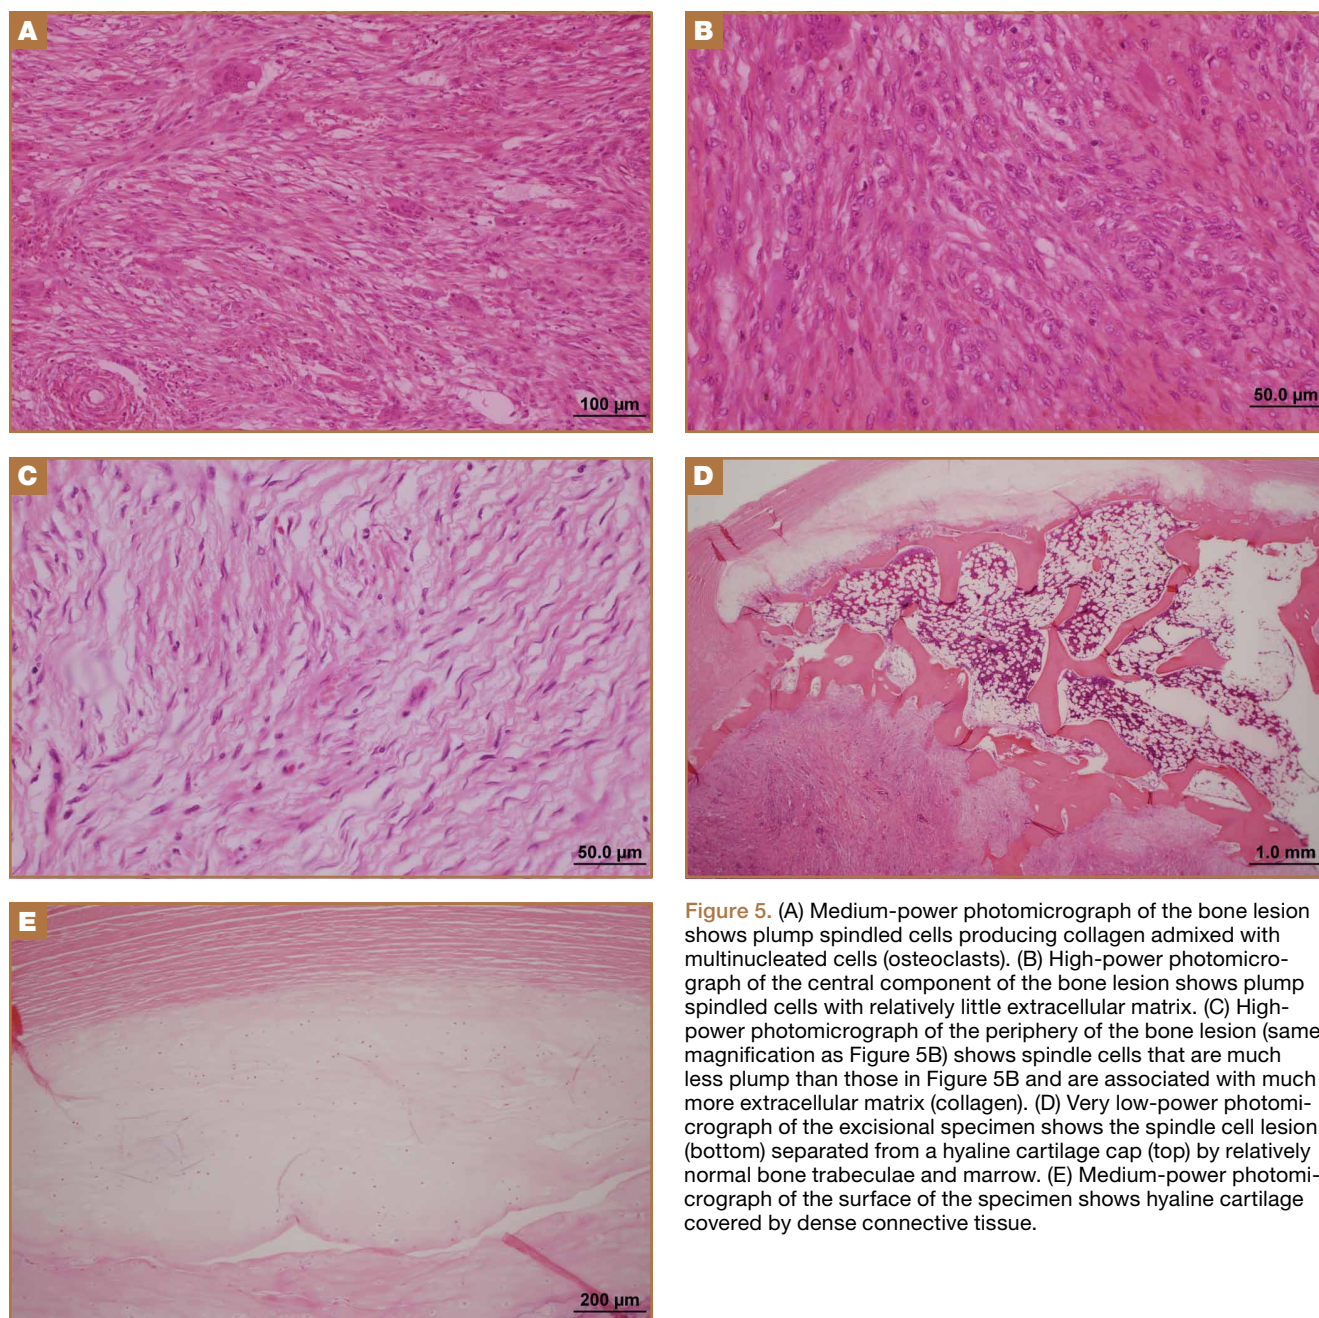 A
100 µm
B
50.0 µm
C
50.0 µm
D
1.0 mm
E
200 µm
Figure 5. (A) Medium-power photomicrograph of the bone lesion
shows plump spindled cells producing collagen admixed with
multinucleated cells (osteoclasts). (B) High-power photomicro-
graph of the central component of the bone lesion shows plump
spindled cells with relatively little extracellular matrix. (C) High-
power photomicrograph of the periphery of the bone lesion (same
magnification as Figure 5B) shows spindle cells that are much
less plump than those in Figure 5B and are associated with much
more extracellular matrix (collagen). (D) Very low-power photomi-
crograph of the excisional specimen shows the spindle cell lesion
(bottom) separated from a hyaline cartilage cap (top) by relatively
normal bone trabeculae and marrow. (E) Medium-power photomi-
crograph of the surface of the specimen shows hyaline cartilage
covered by dense connective tissue.